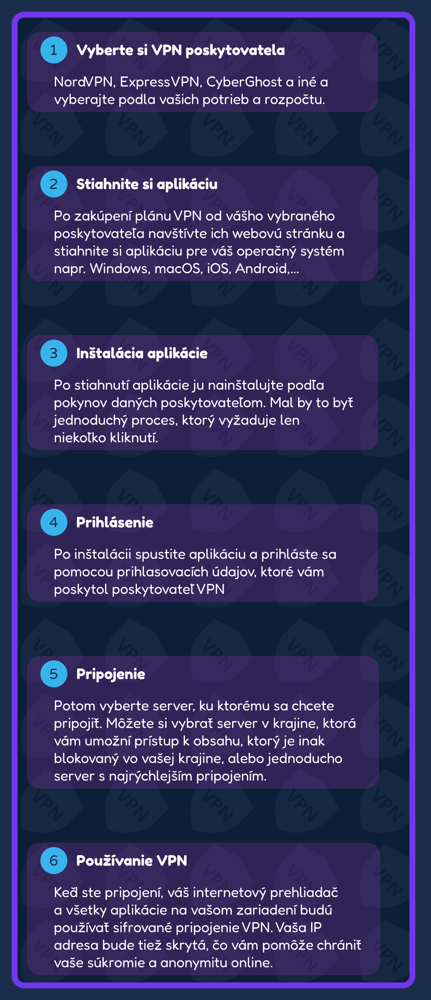 1 Vyberte si VPN poskytovatela
NordVPN, ExpressVPN, CyberGhost a iné a
vyberajte podla vašich potrieb a rozpočtu.
2 Stiahnite si aplikáciu
Po zakúpení plánu VPN od vášho vybraného
poskytovateľa navštívte ich webovú stránku a
stiahnite si aplikáciu pre váš operačný systém
napr. Windows, macOS, iOS, Android,...
3 Inštalácia aplikácie
Po stiahnutí aplikácie ju nainštalujte podľa
pokynov daných poskytovateľom. Mal by to byť
jednoduchý proces, ktorý vyžaduje len
niekoľko kliknutí.
4 Prihlásenie
Po inštalácii spustite aplikáciu a prihláste sa
pomocou prihlasovacích údajov, ktoré vám
poskytol poskytovateľ VPN
5 Pripojenie
Potom vyberte server, ku ktorému sa chcete
pripojiť. Môžete si vybrať server v krajine, ktorá
vám umožní prístup k obsahu, ktorý je inak
blokovaný vo vašej krajine, alebo jednoducho
server s najrýchlejším pripojením.
6 Používanie VPN
Keď ste pripojení, váš internetový prehliadač
a všetky aplikácie na vašom zariadení budú
používať sifrované pripojenie VPN. Vaša IP
adresa bude tiež skrytá, čo vám pomôže chrániť
vaše súkromie a anonymitu online.